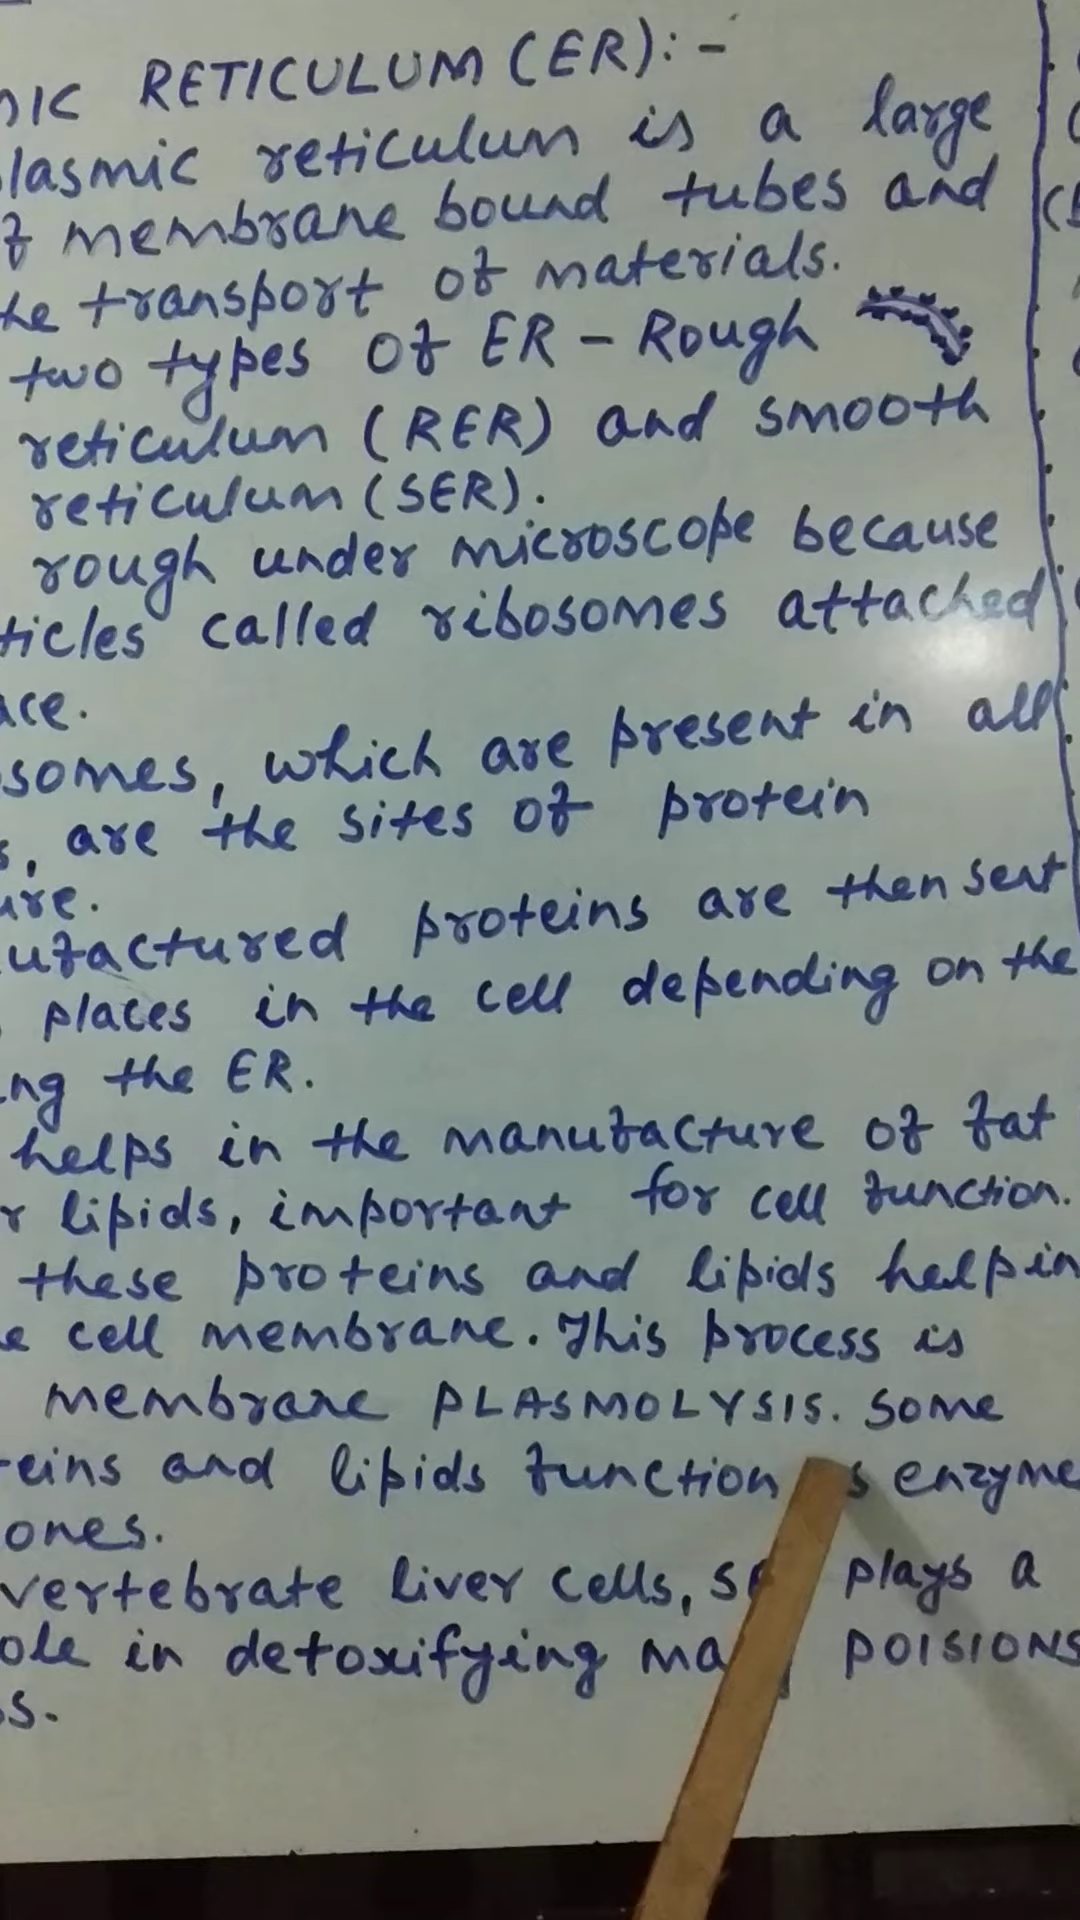 MIC RETICULUM (ER):-
lasmic reticulum is a large
of membrane bound tubes and
he transport of materials.
two types of ER - Rough
reticulum (RER) and smooth
reticulum (SER).
rough under microscope because
ticles called ribosomes attached
ace.
somes, which are present in all
s, are the sites of protein
ure.
ufactured proteins are then sent
places in the cell depending on the
ing the ER.
helps in the manufacture of fat
r lipids, important for cell function.
these proteins and lipids help in
e cell membrane. This process is
membrane PLASMOLYSIS. Some
eins and lipids function s enzyme
ones.
vertebrate liver cells, S plays a
ole in detoxifying ma POISIONS
s.